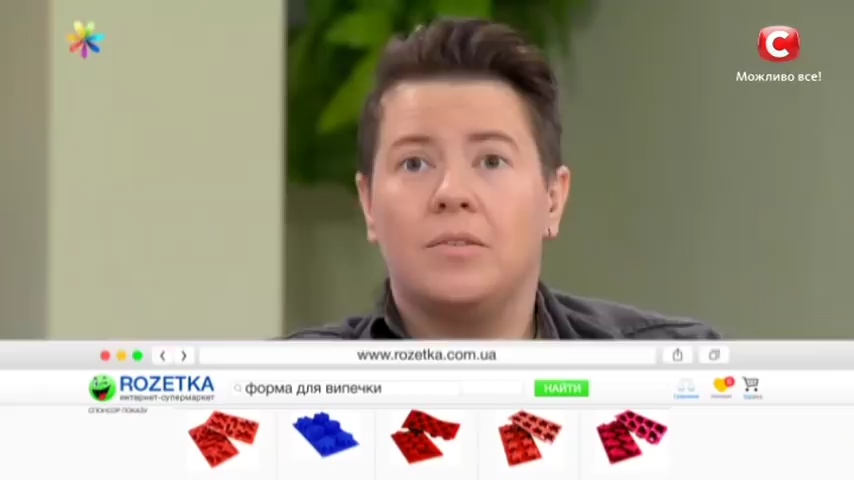 Можливо все!
www.rozetka.com.ua
ROZETKA
интернет-супермаркет
форма для випечки
НАЙТИ
СПОНСОР ПОКАЗУ